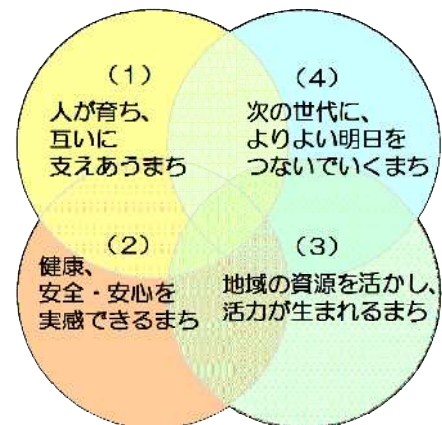 （1）
人が育ち、
互いに
支えあうまち
（4）
次の世代に、
よりよい明日を
つないでいくまち
（2）
健康、
安全・安心を
実感できるまち
（3）
地域の資源を活かし、
活力が生まれるまち